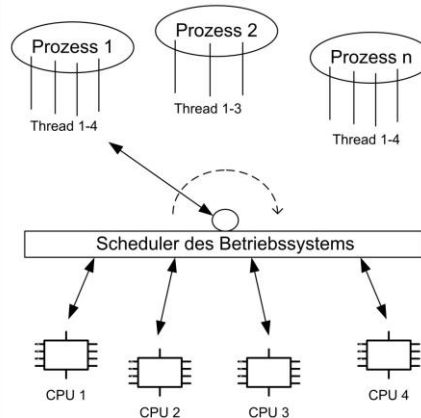 Prozess 1
Prozess 2
Prozess n
Thread 1-4
Thread 1-3
Thread 1-4
Scheduler des Betriebssystems
CPU 1
CPU 2
CPU 3
CPU 4